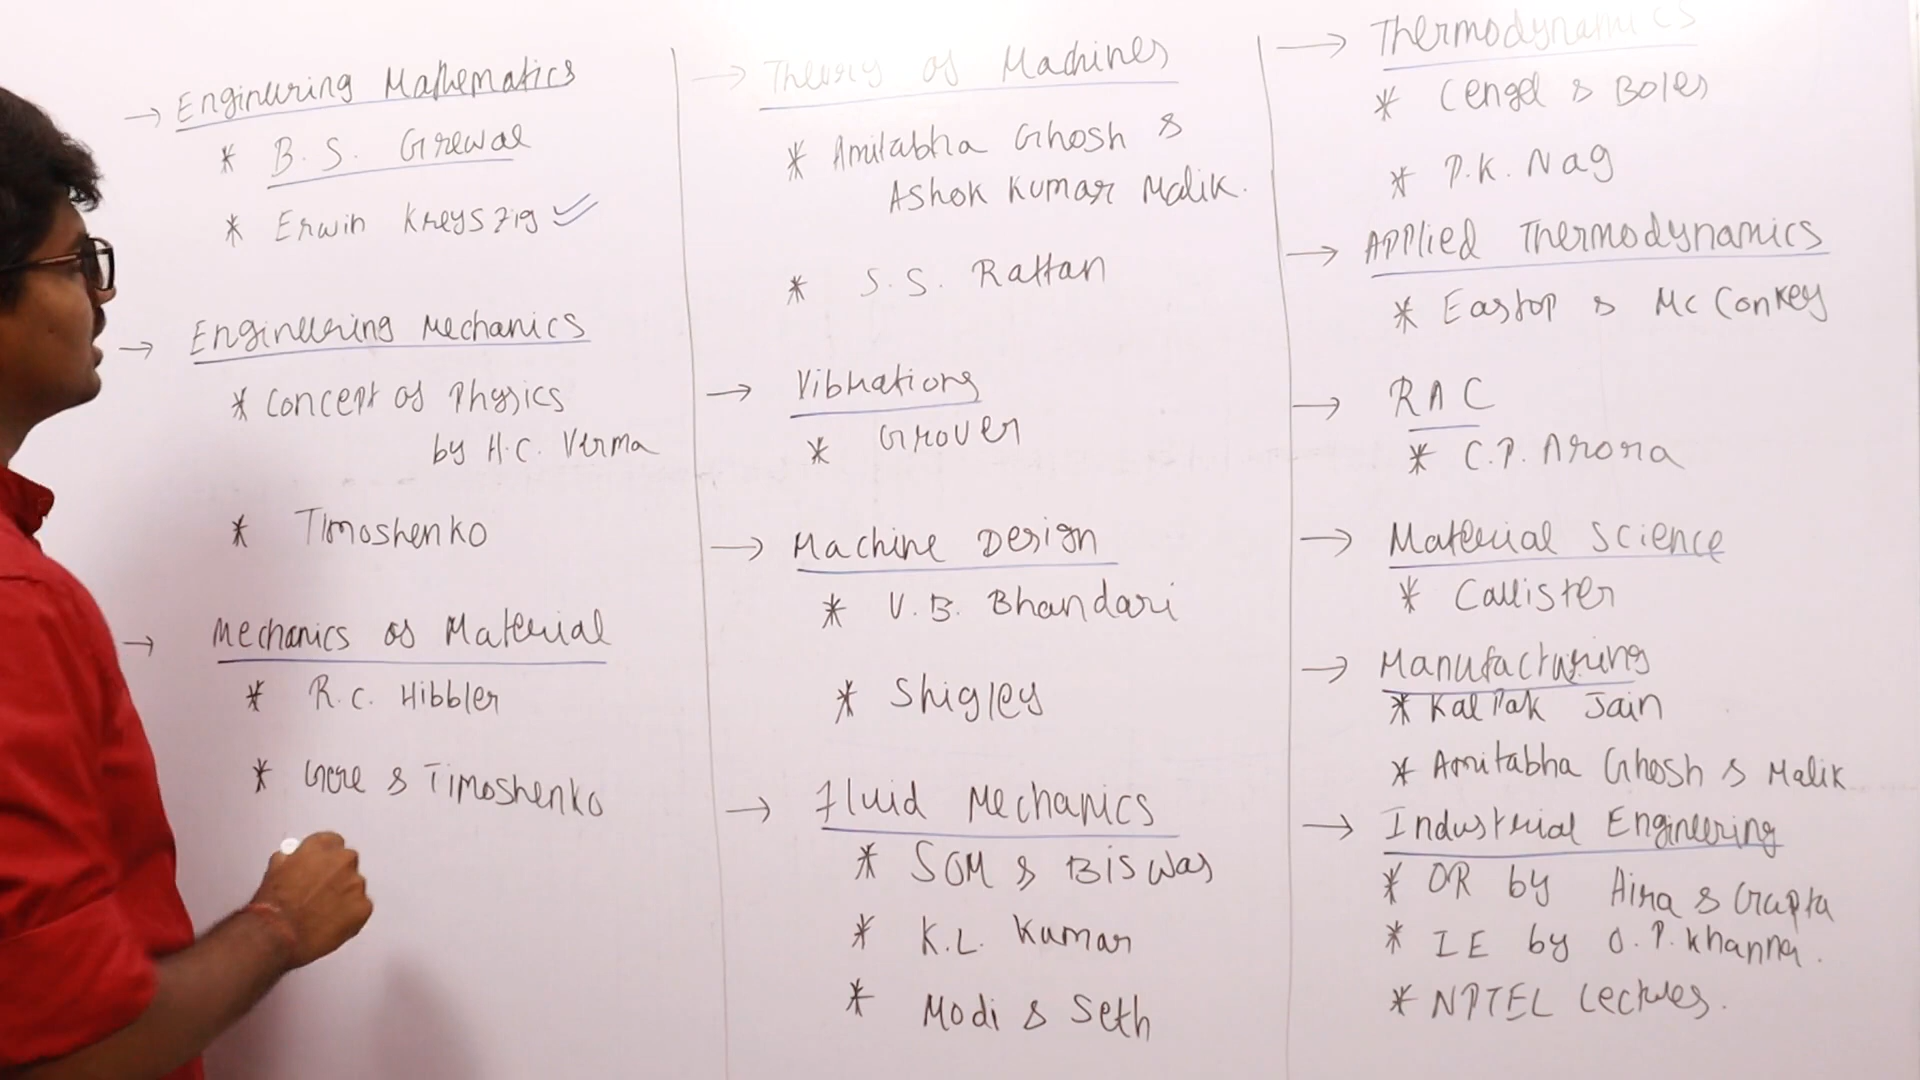 → Engineering Mathematics
* B. S. Grewal
* Erwin Kreyszig
→ Engineering Mechanics
* Concept of Physics
by H.C. Verma
* Timoshenko
→ Mechanics of Material
* R.C. Hibbler
* Gere & Timoshenko
→ Theory of Machines
* Amitabha Ghosh &
Ashok Kumar Malik.
* S. S. Rattan
→ Vibrations
* Grover
→ Machine Design
* V. B. Bhandari
* Shigley
→ Fluid Mechanics
* SOM & Biswas
* K.L. Kumar
* Modi & Seth
→ Thermodynamics
* Cengel & Boles
* P.K. Nag
→ Applied Thermodynamics
* Eastop & McConkey
→ RAC
* C.P. Arora
→ Material Science
* Callister
→ Manufacturing
* Kalpak Jain
* Amitabha Ghosh & Malik
→ Industrial Engineering
* OR by Hira & Gupta
* IE by O.P. Khanna.
* NPTEL Lectures.